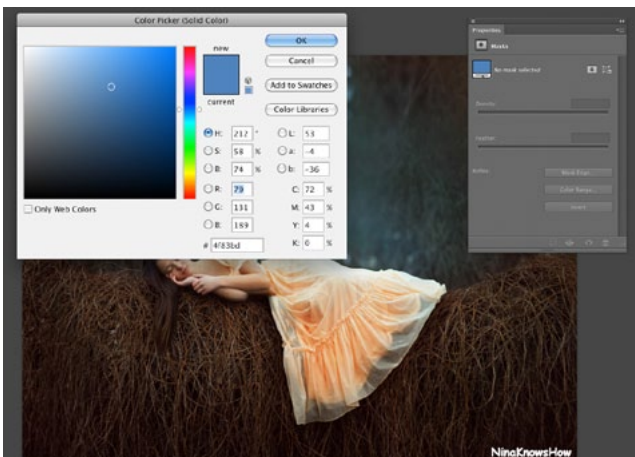 Color Picker (Solid Color)
new
current
OK
Cancel
Add to Swatches
Color Libraries
H: 212 °
S: 58 %
B: 74 %
R: 79
G: 131
B: 189
# 4f83bd
L: 53
a: -4
b: -36
C: 72 %
M: 43 %
Y: 4 %
K: 0 %
Only Web Colors
Properties
Masks
No mask selected
Density:
Feather:
Refine:
Mask Edge...
Color Range...
Invert
NinaKnowsHow